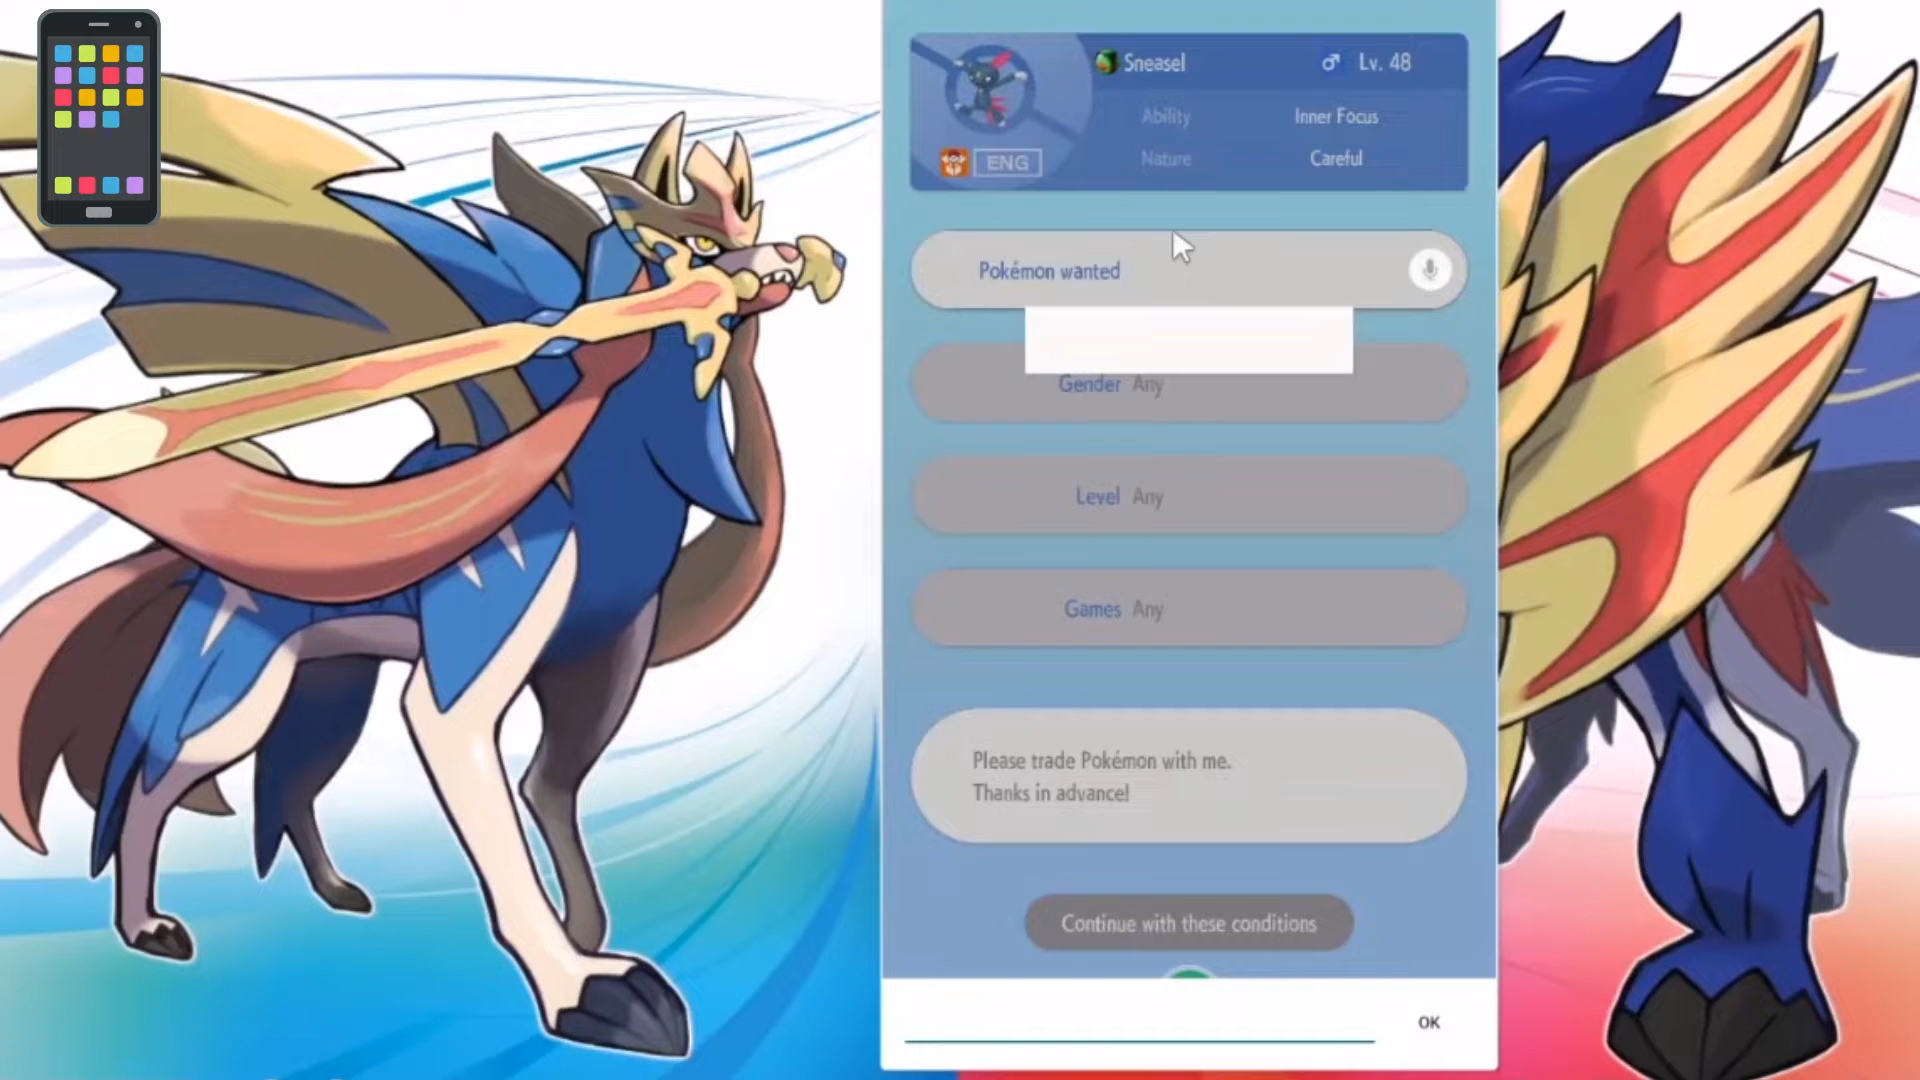 Sneasel ♂ Lv. 48
Ability Inner Focus
ENG Nature Careful
Pokémon wanted
Gender Any
Level Any
Games Any
Please trade Pokémon with me.
Thanks in advance!
Continue with these conditions
OK